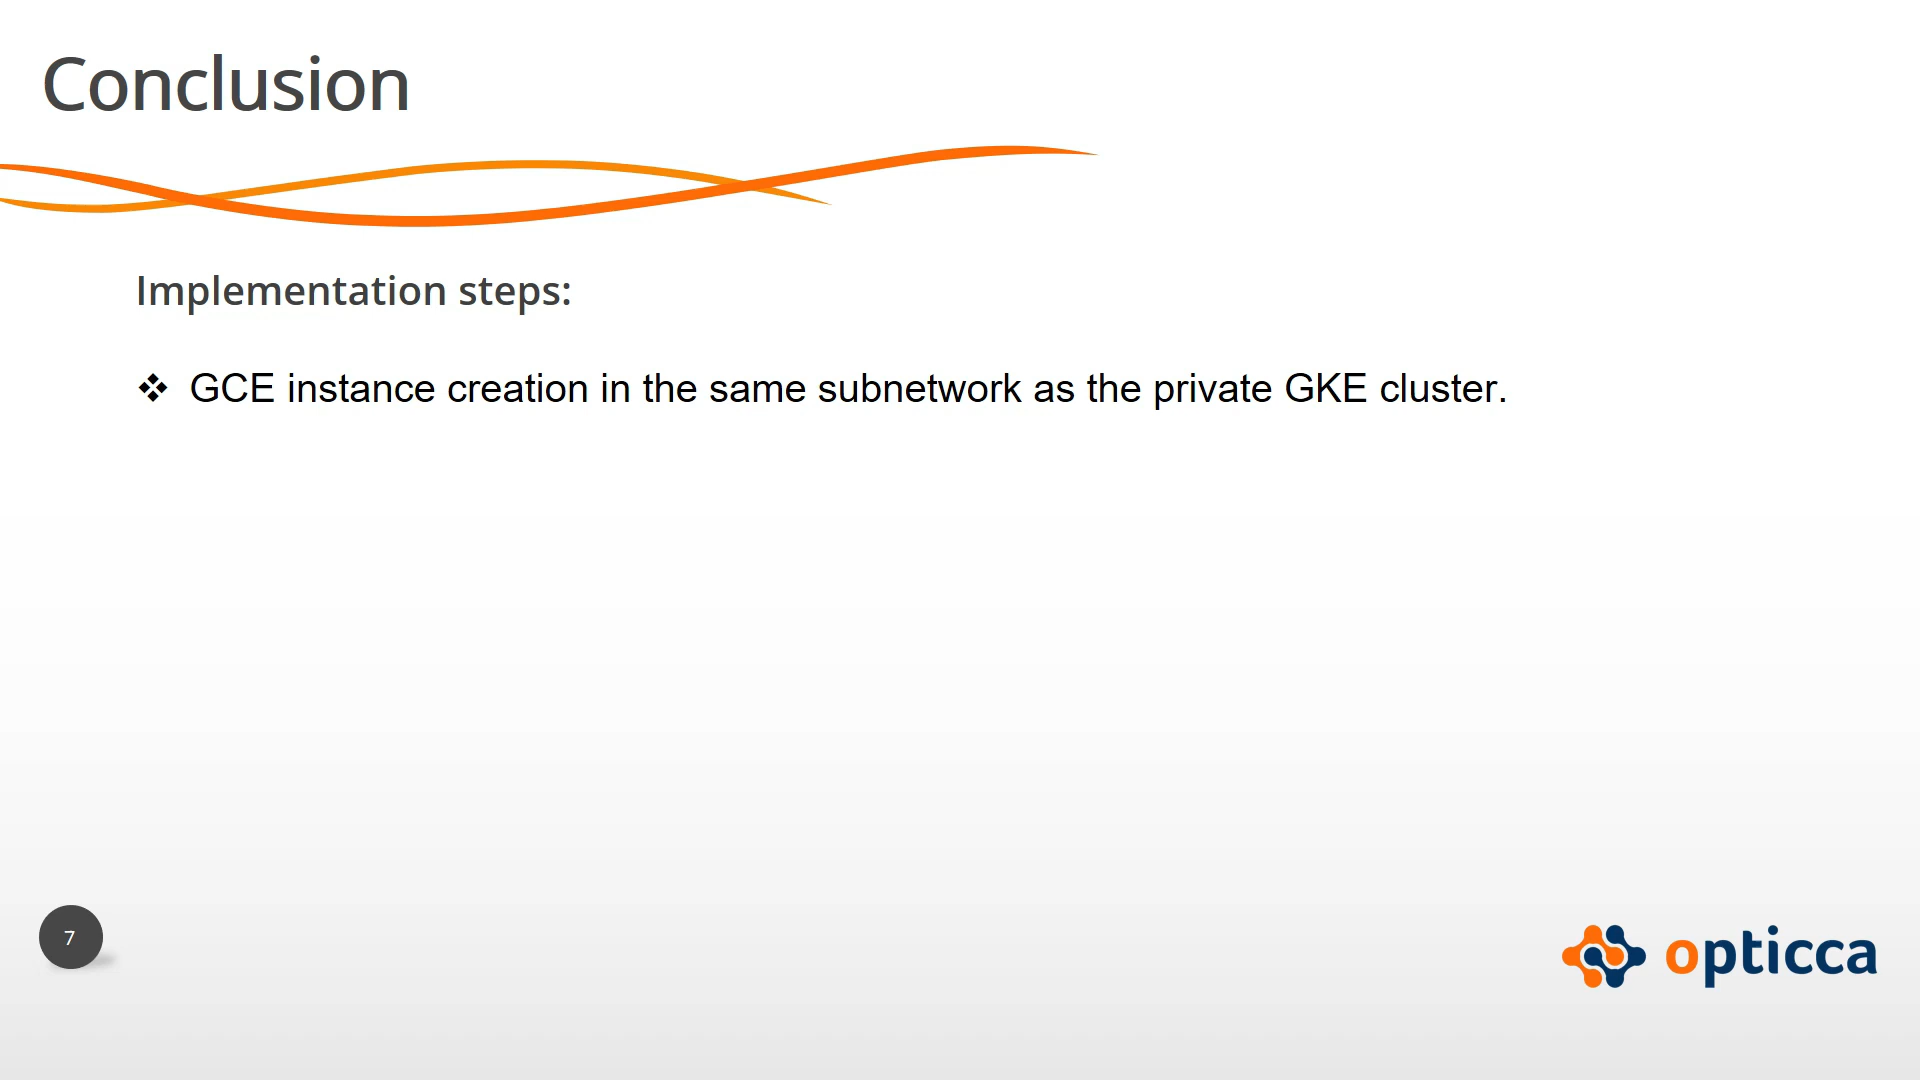 Conclusion
Implementation steps:
❖ GCE instance creation in the same subnetwork as the private GKE cluster.
7
opticca